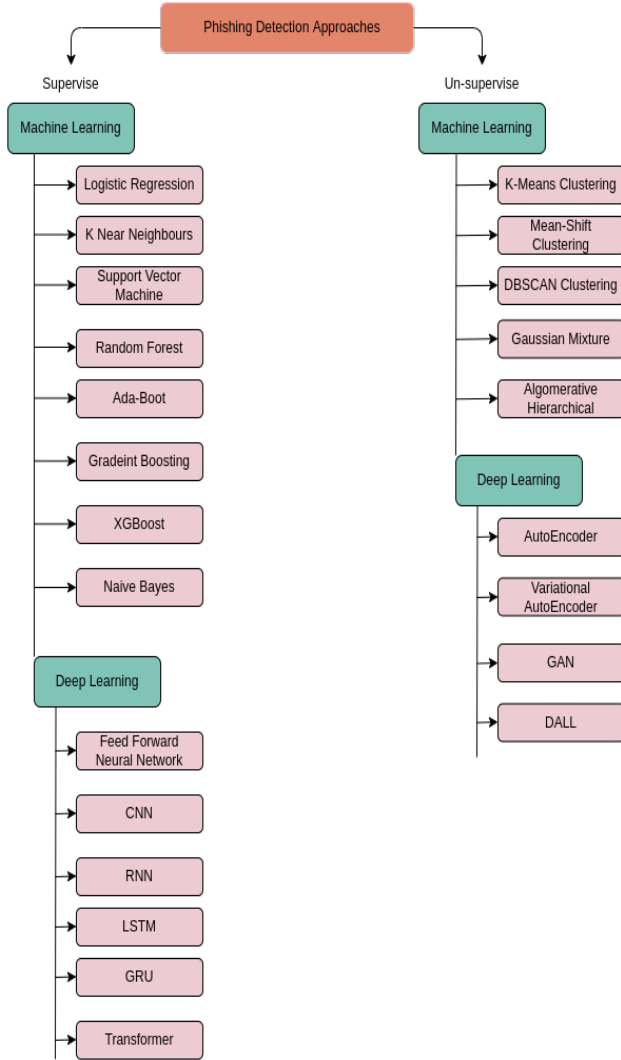 Phishing Detection Approaches
Supervise
Machine Learning
Logistic Regression
K Near Neighbours
Support Vector
Machine
Random Forest
Ada-Boot
Gradeint Boosting
XGBoost
Naive Bayes
Deep Learning
Feed Forward
Neural Network
CNN
RNN
LSTM
GRU
Transformer
Un-supervise
Machine Learning
K-Means Clustering
Mean-Shift
Clustering
DBSCAN Clustering
Gaussian Mixture
Algomerative
Hierarchical
Deep Learning
AutoEncoder
Variational
AutoEncoder
GAN
DALL